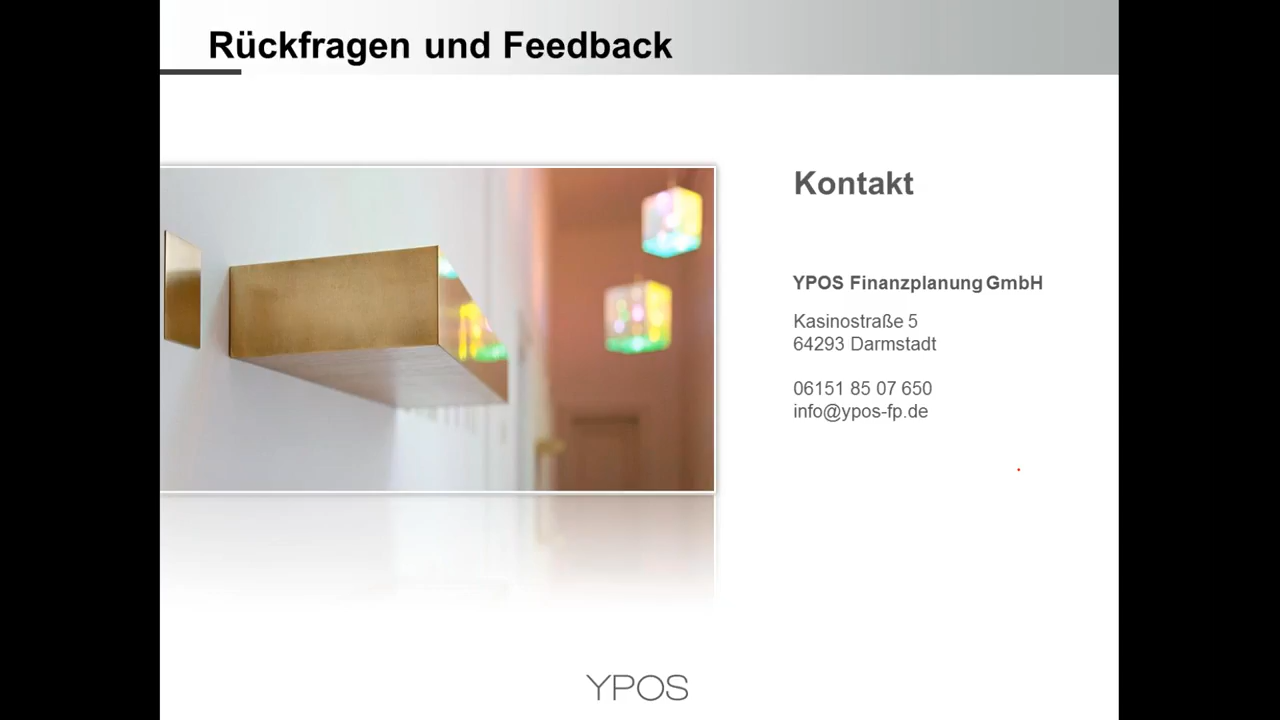 Rückfragen und Feedback
Kontakt
YPOS Finanzplanung GmbH
Kasinostraße 5
64293 Darmstadt
06151 85 07 650
info@ypos-fp.de
YPOS